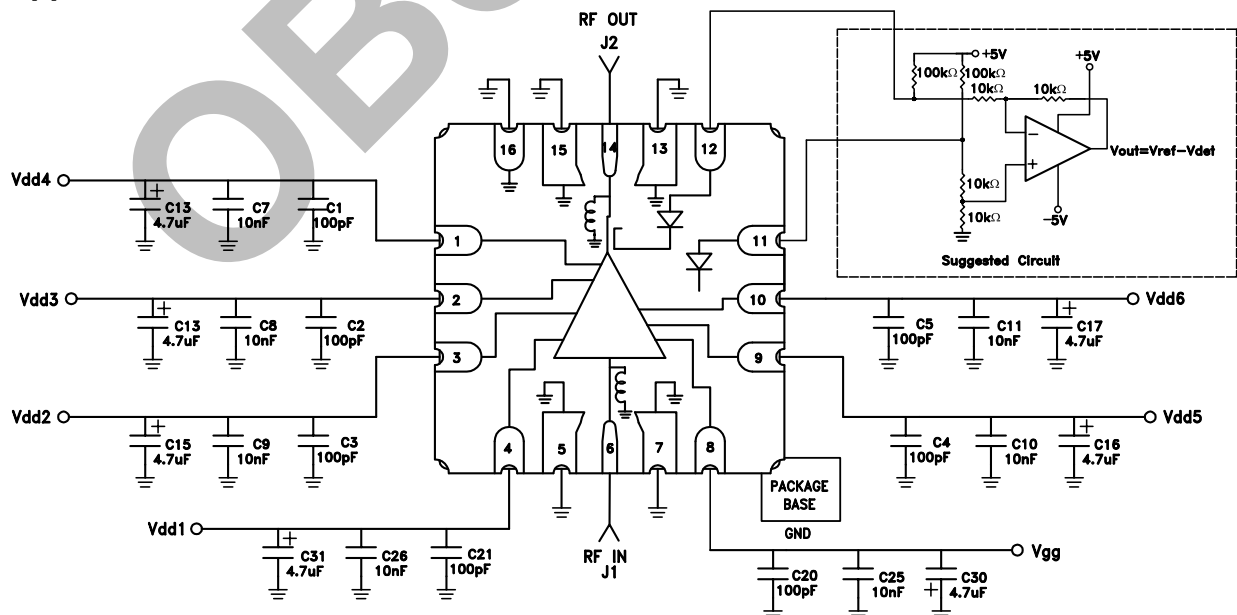 RF OUT
J2
+5V
+5V
100kΩ
100kΩ
10kΩ
10kΩ
16
15
14
13
12
−
+
Vout=Vref-Vdet
Vdd4
+
C13
4.7uF
C7
10nF
C1
100pF
10kΩ
10kΩ
-5V
1
11
Suggested Circuit
Vdd3
+
C13
4.7uF
C8
10nF
C2
100pF
2
10
Vdd6
C5
100pF
C11
10nF
+
C17
4.7uF
3
9
Vdd2
+
C15
4.7uF
C9
10nF
C3
100pF
Vdd5
C4
100pF
C10
10nF
+
C16
4.7uF
4
5
6
7
8
PACKAGE
BASE
GND
Vdd1
+
C31
4.7uF
C26
10nF
C21
100pF
RF IN
J1
Vgg
C20
100pF
C25
10nF
+
C30
4.7uF